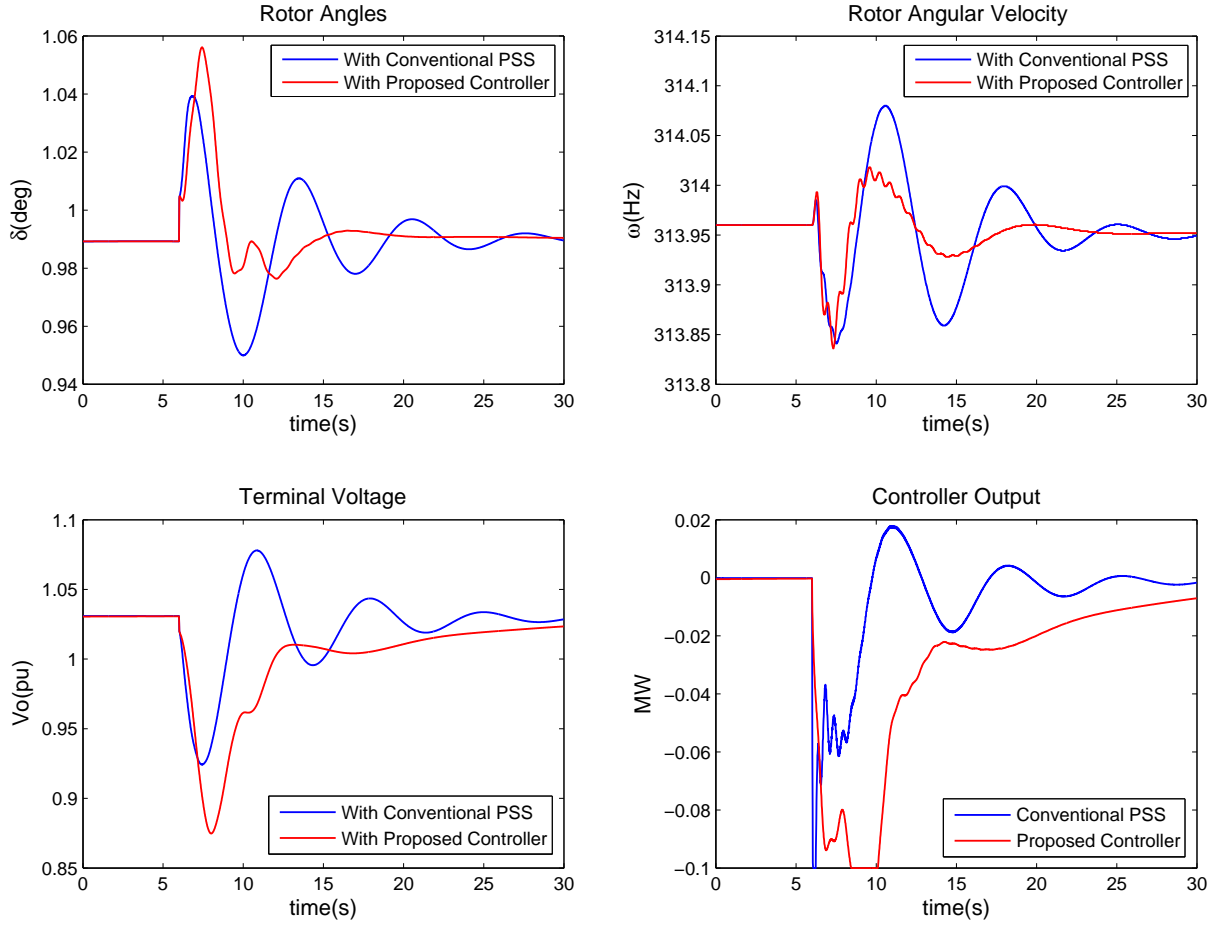 Rotor Angles
1.06
1.04
1.02
1
0.98
0.96
0.94
δ(deg)
With Conventional PSS
With Proposed Controller
0 5 10 15 20 25 30
time(s)
Rotor Angular Velocity
314.15
314.1
314.05
314
313.95
313.9
313.85
313.8
ω(Hz)
With Conventional PSS
With Proposed Controller
0 5 10 15 20 25 30
time(s)
Terminal Voltage
1.1
1.05
1
0.95
0.9
0.85
Vo(pu)
With Conventional PSS
With Proposed Controller
0 5 10 15 20 25 30
time(s)
Controller Output
0.02
0
−0.02
−0.04
−0.06
−0.08
−0.1
MW
Conventional PSS
Proposed Controller
0 5 10 15 20 25 30
time(s)